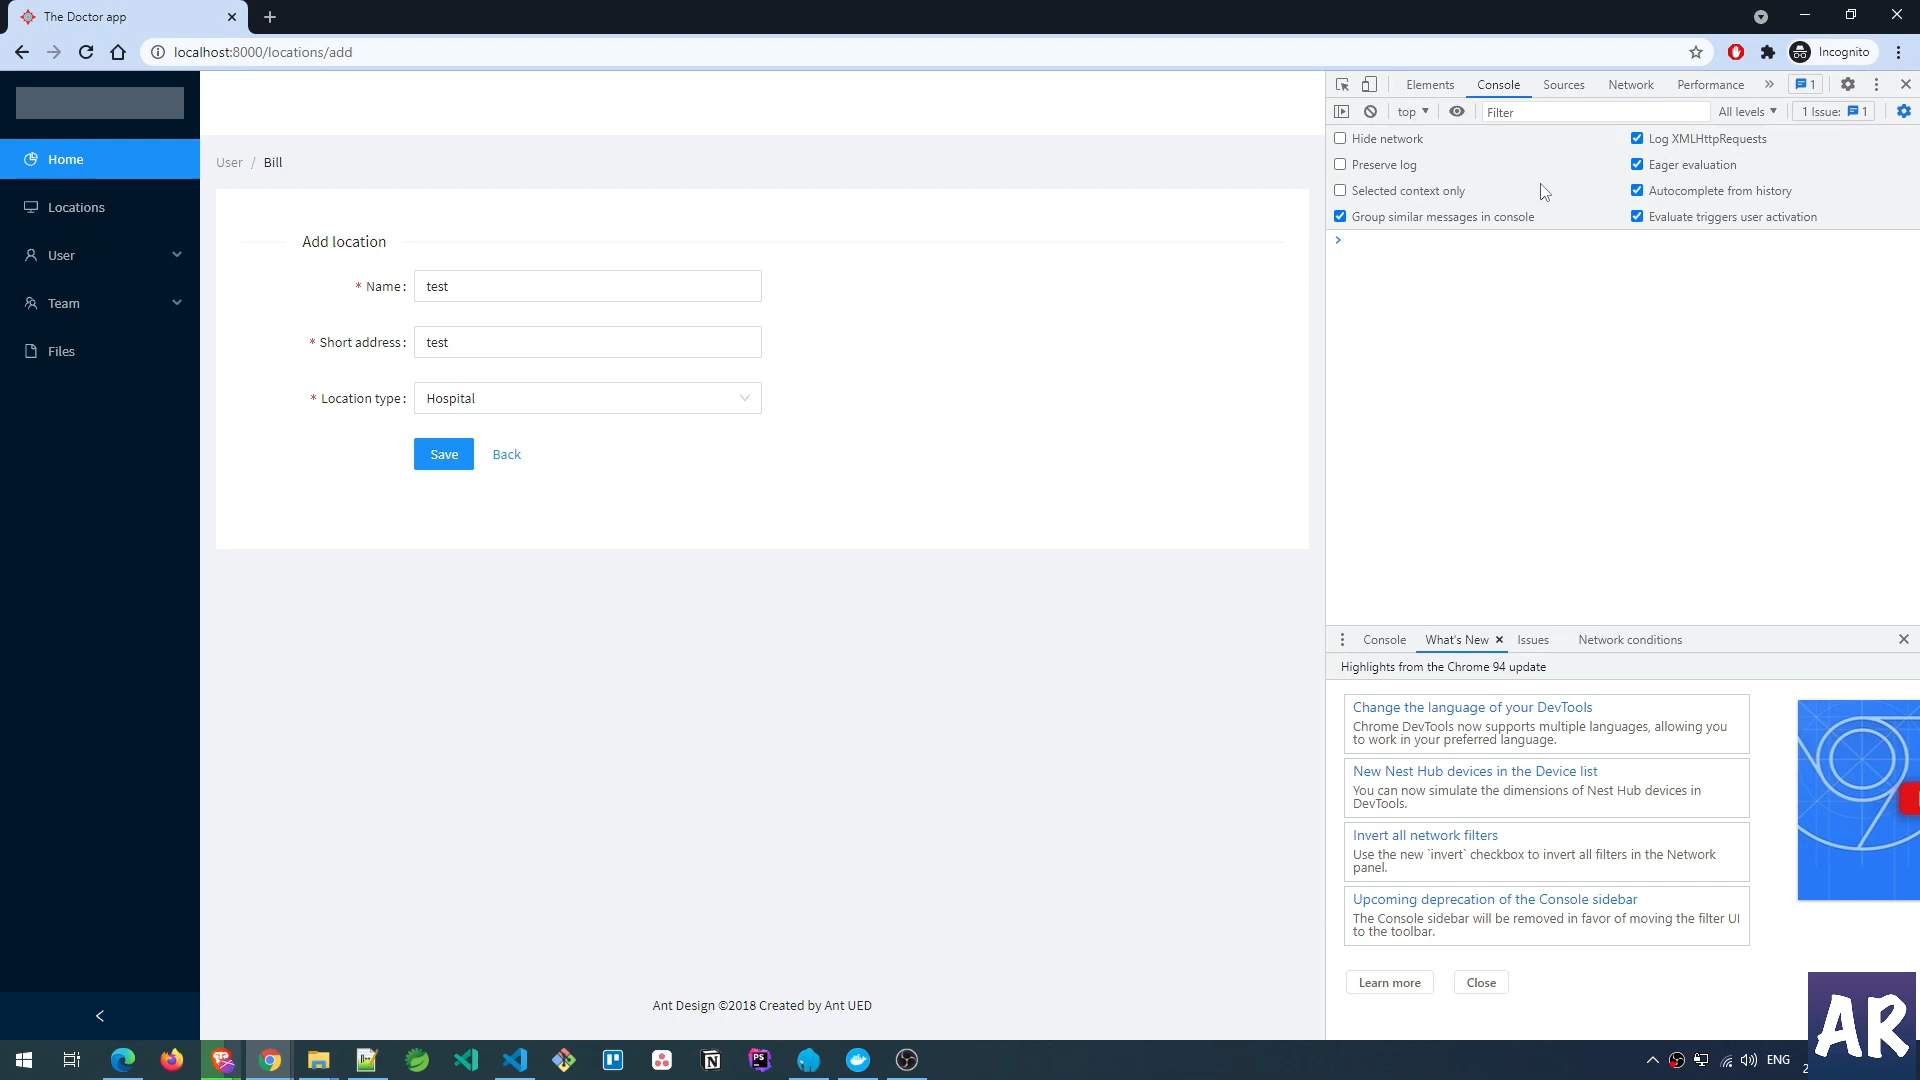 The Doctor app
localhost:8000/locations/add
Incognito
Home
Locations
User
Team
Files
User / Bill
Add location
* Name: test
* Short address: test
* Location type: Hospital
Save Back
Ant Design ©2018 Created by Ant UED
Elements Console Sources Network Performance 1
top Filter All levels 1 Issue: 1
Hide network Log XMLHttpRequests
Preserve log Eager evaluation
Selected context only Autocomplete from history
Group similar messages in console Evaluate triggers user activation
Console What's New Issues Network conditions
Highlights from the Chrome 94 update
Change the language of your DevTools
Chrome DevTools now supports multiple languages, allowing you
to work in your preferred language.
New Nest Hub devices in the Device list
You can now simulate the dimensions of Nest Hub devices in
DevTools.
Invert all network filters
Use the new `invert` checkbox to invert all filters in the Network
panel.
Upcoming deprecation of the Console sidebar
The Console sidebar will be removed in favor of moving the filter UI
to the toolbar.
Learn more Close
AR
PS
ENG